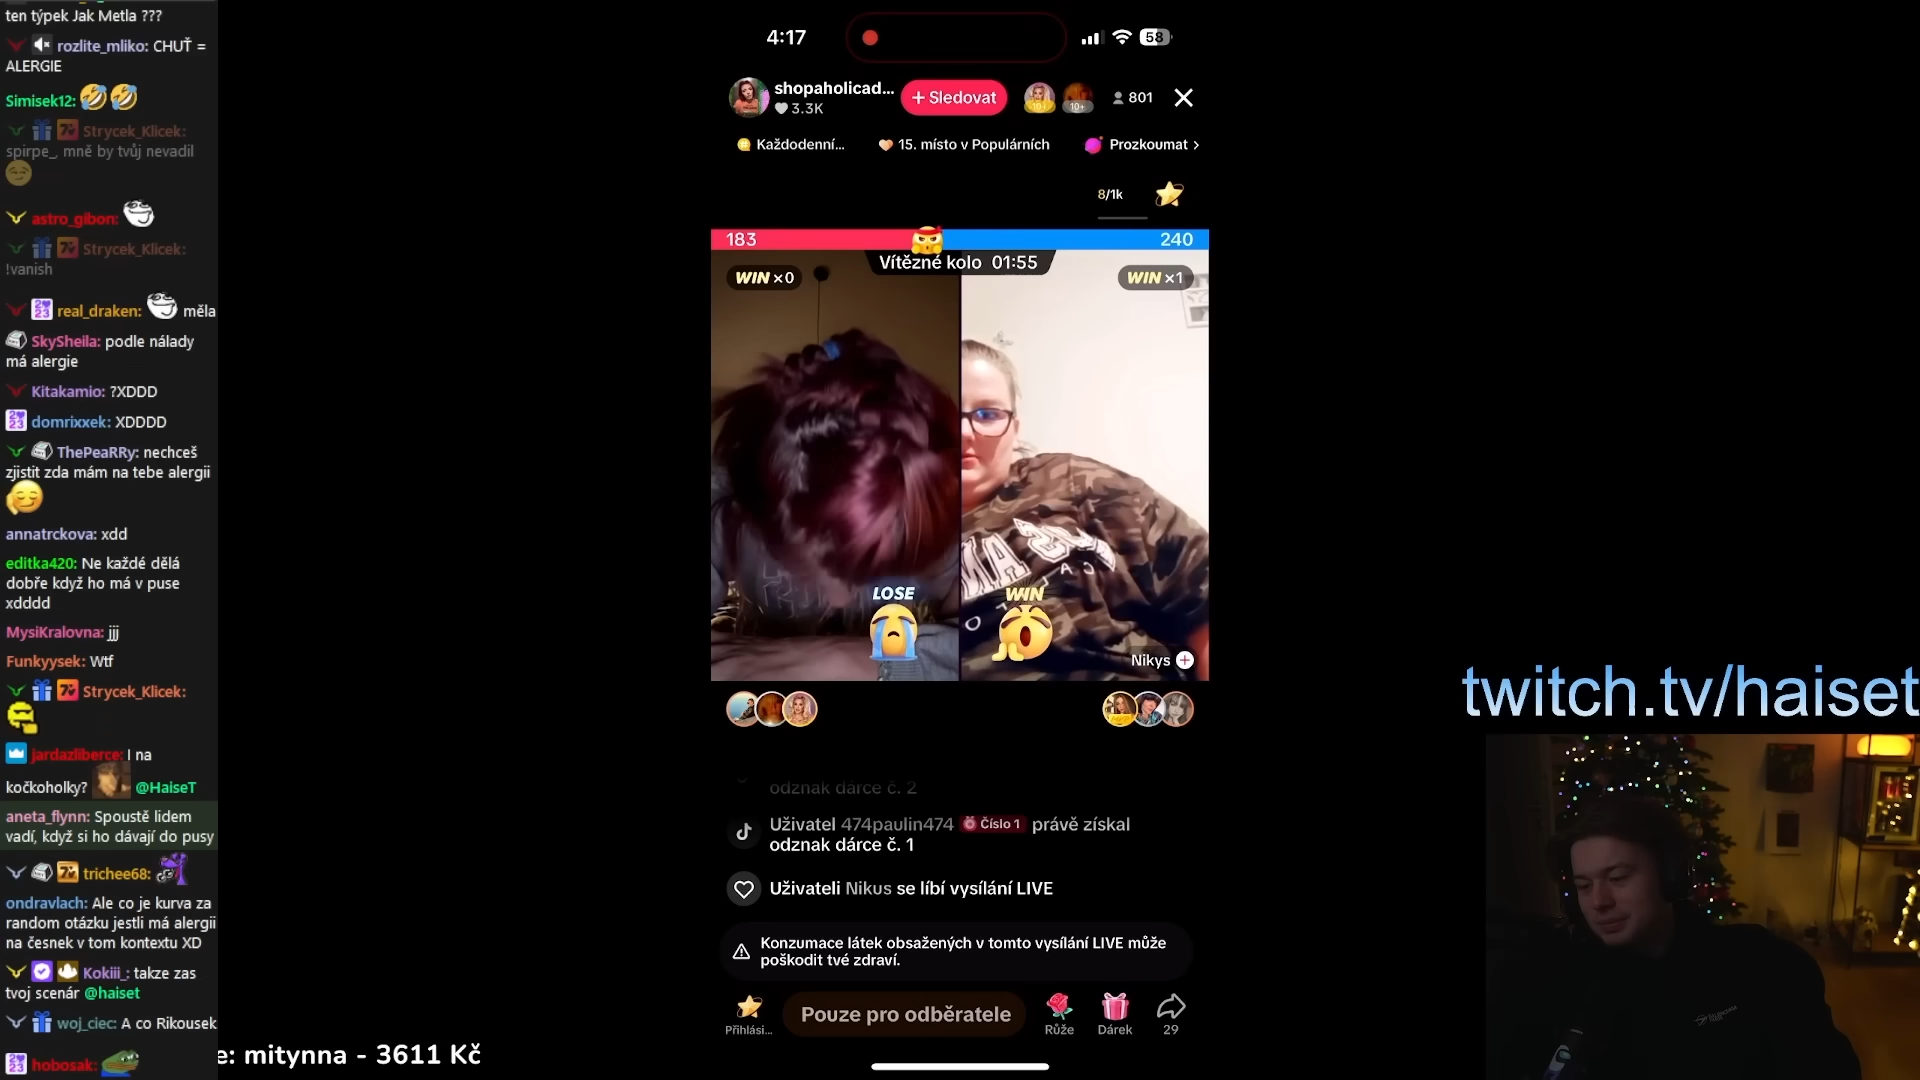 ten týpek Jak Metla ???
rozlite_mliko: CHUŤ =
ALERGIE
Simisek12:
Strycek_Klicek:
spirpe_, mně by tvůj nevadil
astro_gibon:
Strycek_Klicek:
!vanish
real_draken: měla
SkySheila: podle nálady
má alergie
Kitakamio: ?XDDD
domrixxek: XDDDD
ThePeaRRy: nechceš
zjistit zda mám na tebe alergii
annatrckova: xdd
editka420: Ne každé dělá
dobře když ho má v puse
xdddd
MysiKralovna: jjj
Funkyysek: Wtf
Strycek_Klicek:
jardazliberce: I na
kočkoholky? @HaiseT
aneta_flynn: Spoustě lidem
vadí, když si ho dávají do pusy
trichee68:
ondravlach: Ale co je kurva za
random otázku jestli má alergii
na česnek v tom kontextu XD
Kokiii_: takze zas
tvoj scenár @haiset
woj_ciec: A co Rikousek
hobosak:
e: mitynna - 3611 Kč
4:17
58
shopaholicad...
3.3K
+ Sledovat
10+
10+
801
Každodenní...
15. místo v Populárních
Prozkoumat >
8/1k
183
240
Vítězné kolo 01:55
WIN ×0
WIN ×1
LOSE
WIN
Nikys
odznak dárce č. 2
Uživatel 474paulin474 Číslo 1 právě získal
odznak dárce č. 1
Uživateli Nikus se líbí vysílání LIVE
Konzumace látek obsažených v tomto vysílání LIVE může
poškodit tvé zdraví.
Pouze pro odběratele
Přihlási...
Růže
Dárek
29
twitch.tv/haiset